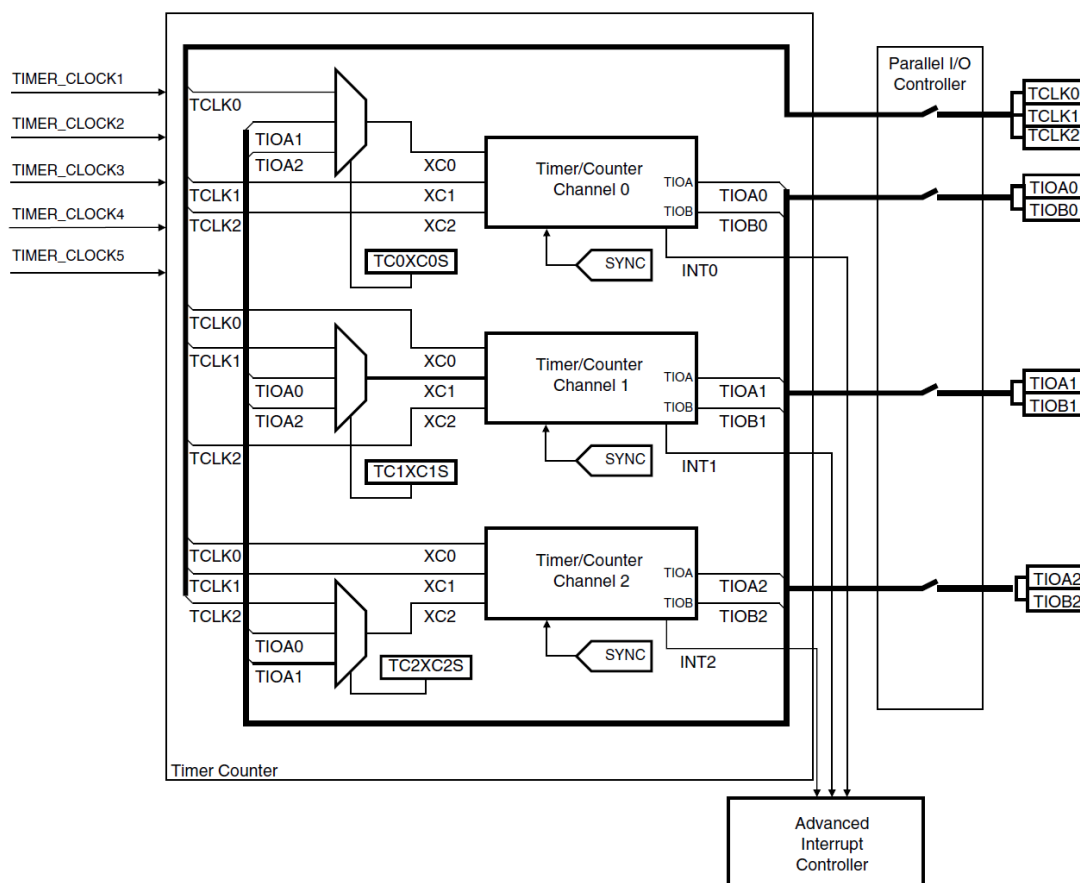 TIMER_CLOCK1
TIMER_CLOCK2
TIMER_CLOCK3
TIMER_CLOCK4
TIMER_CLOCK5
TCLK0
TIOA1
TIOA2
TCLK1
TCLK2
XC0
XC1
XC2
Timer/Counter
Channel 0
TIOA
TIOB
TIOA0
TIOB0
TC0XC0S
SYNC
INT0
TCLK0
TCLK1
TIOA0
TIOA2
TCLK2
XC0
XC1
XC2
Timer/Counter
Channel 1
TIOA
TIOB
TIOA1
TIOB1
TC1XC1S
SYNC
INT1
TCLK0
TCLK1
TCLK2
TIOA0
TIOA1
XC0
XC1
XC2
Timer/Counter
Channel 2
TIOA
TIOB
TIOA2
TIOB2
TC2XC2S
SYNC
INT2
Timer Counter
Parallel I/O
Controller
TCLK0
TCLK1
TCLK2
TIOA0
TIOB0
TIOA1
TIOB1
TIOA2
TIOB2
Advanced
Interrupt
Controller